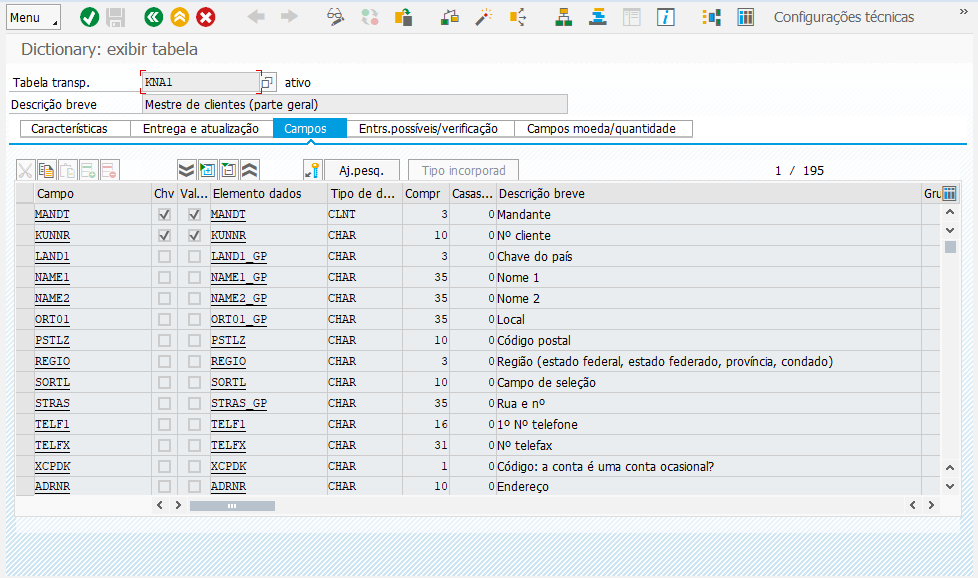 Menu
Configurações técnicas
»
Dictionary: exibir tabela
Tabela transp. KNA1 ativo
Descrição breve Mestre de clientes (parte geral)
Características Entrega e atualização Campos Entrs.possíveis/verificação Campos moeda/quantidade
Aj.pesq. Tipo incorporad 1 / 195
Campo Chv Val... Elemento dados Tipo de d... Compr Casas... Descrição breve Gru
MANDT MANDT CLNT 3 0 Mandante
KUNNR KUNNR CHAR 10 0 Nº cliente
LAND1 LAND1_GP CHAR 3 0 Chave do país
NAME1 NAME1_GP CHAR 35 0 Nome 1
NAME2 NAME2_GP CHAR 35 0 Nome 2
ORT01 ORT01_GP CHAR 35 0 Local
PSTLZ PSTLZ CHAR 10 0 Código postal
REGIO REGIO CHAR 3 0 Região (estado federal, estado federado, província, condado)
SORTL SORTL CHAR 10 0 Campo de seleção
STRAS STRAS_GP CHAR 35 0 Rua e nº
TELF1 TELF1 CHAR 16 0 1º Nº telefone
TELFX TELFX CHAR 31 0 Nº telefax
XCPDK XCPDK CHAR 1 0 Código: a conta é uma conta ocasional?
ADRNR ADRNR CHAR 10 0 Endereço